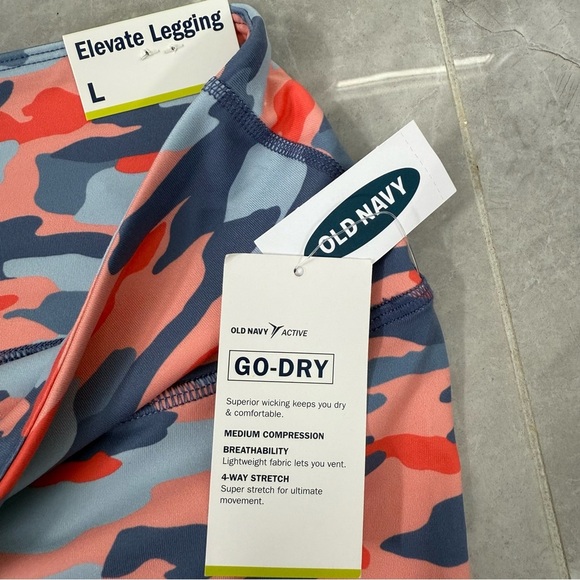 Elevate Legging
L
OLD NAVY
OLD NAVY ACTIVE
GO-DRY
Superior wicking keeps you dry
& comfortable.
MEDIUM COMPRESSION
BREATHABILITY
Lightweight fabric lets you vent.
4-WAY STRETCH
Super stretch for ultimate
movement.